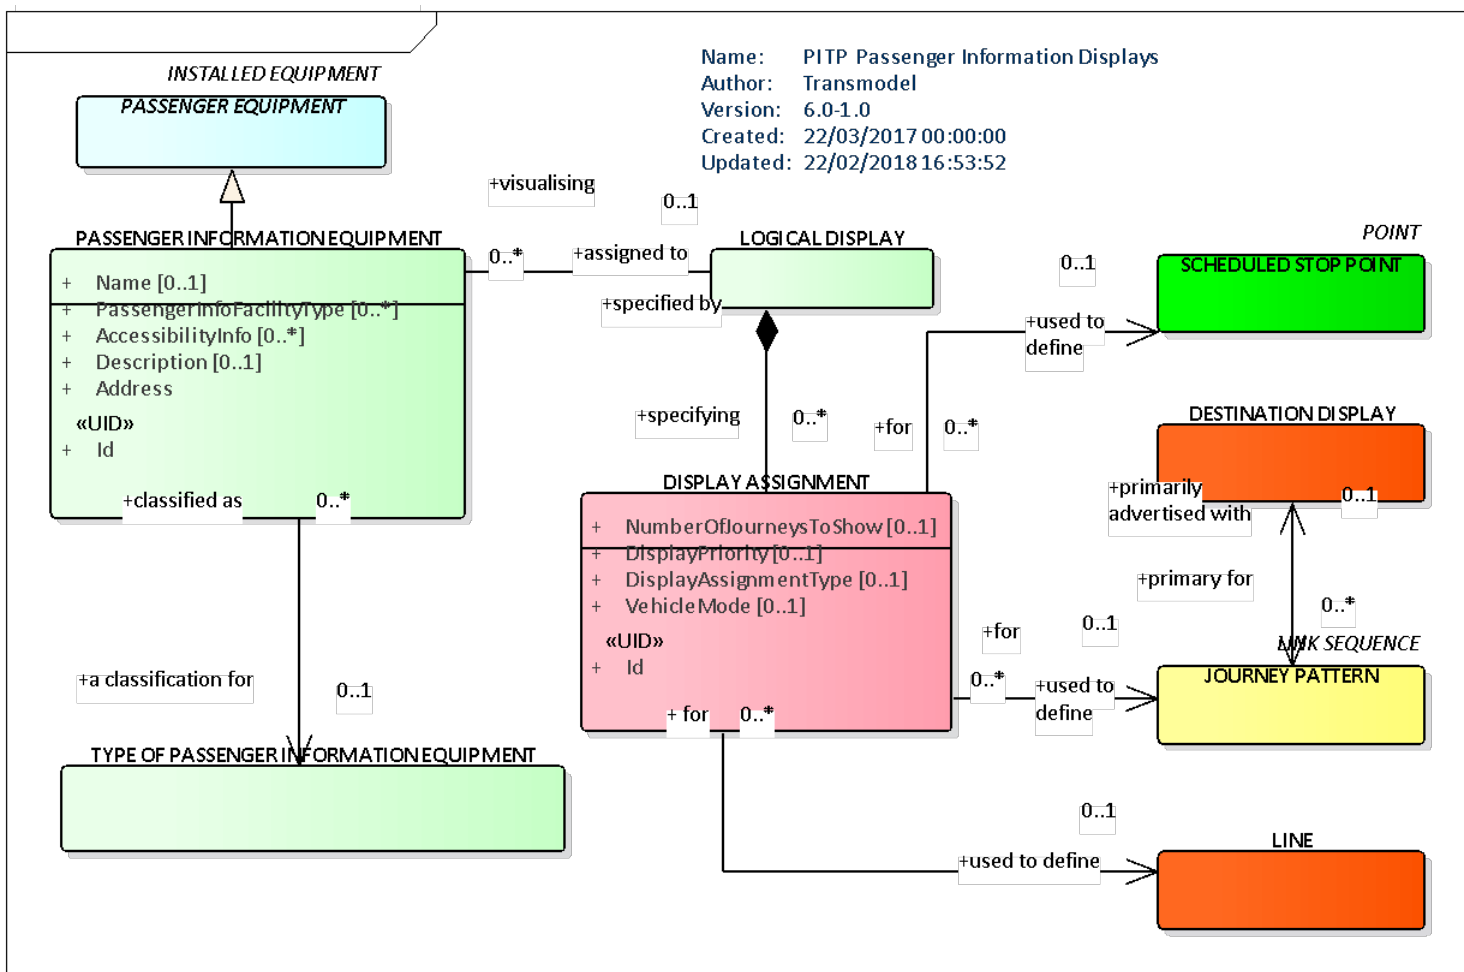 Name: PITP Passenger Information Displays
Author: Transmodel
Version: 6.0-1.0
Created: 22/03/2017 00:00:00
Updated: 22/02/2018 16:53:52
INSTALLED EQUIPMENT
PASSENGER EQUIPMENT
+visualising
0..1
PASSENGER INFORMATION EQUIPMENT
0..*
+assigned to
LOGICAL DISPLAY
+ Name [0..1]
+ PassengerInfoFacilityType [0..*]
+ AccessibilityInfo [0..*]
+ Description [0..1]
+ Address
«UID»
+ Id
+specified by
+classified as
0..*
+a classification for
0..1
TYPE OF PASSENGER INFORMATION EQUIPMENT
+specifying
0..*
+for
0..*
POINT
0..1
SCHEDULED STOP POINT
+used to
define
DISPLAY ASSIGNMENT
+ NumberOfJourneysToShow [0..1]
+ DisplayPriority [0..1]
+ DisplayAssignmentType [0..1]
+ VehicleMode [0..1]
«UID»
+ Id
+ for
0..*
DESTINATION DISPLAY
+primarily
advertised with
0..1
+primary for
0..*
LINK SEQUENCE
JOURNEY PATTERN
+for
0..1
0..*
+used to
define
0..1
+used to define
LINE